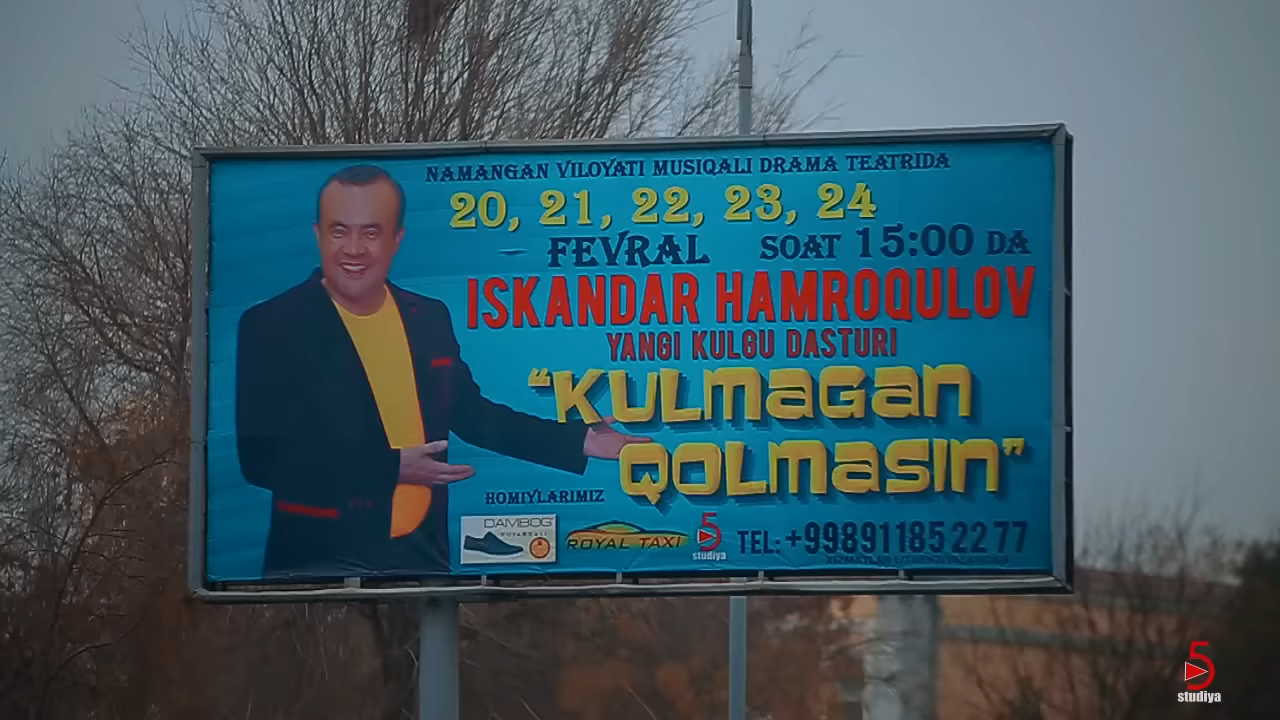 NAMANGAN VILOYATI MUSIQALI DRAMA TEATRIDA
20, 21, 22, 23, 24
FEVRAL SOAT 15:00 DA
ISKANDAR HAMROQULOV
YANGI KULGU DASTURI
"KULMAGAN
QOLMASIN"
HOMIYLARIMIZ
DAMBOG
POYABZALI
ROYAL TAXI
5
studiya
TEL: +99891185 22 77
5
studiya